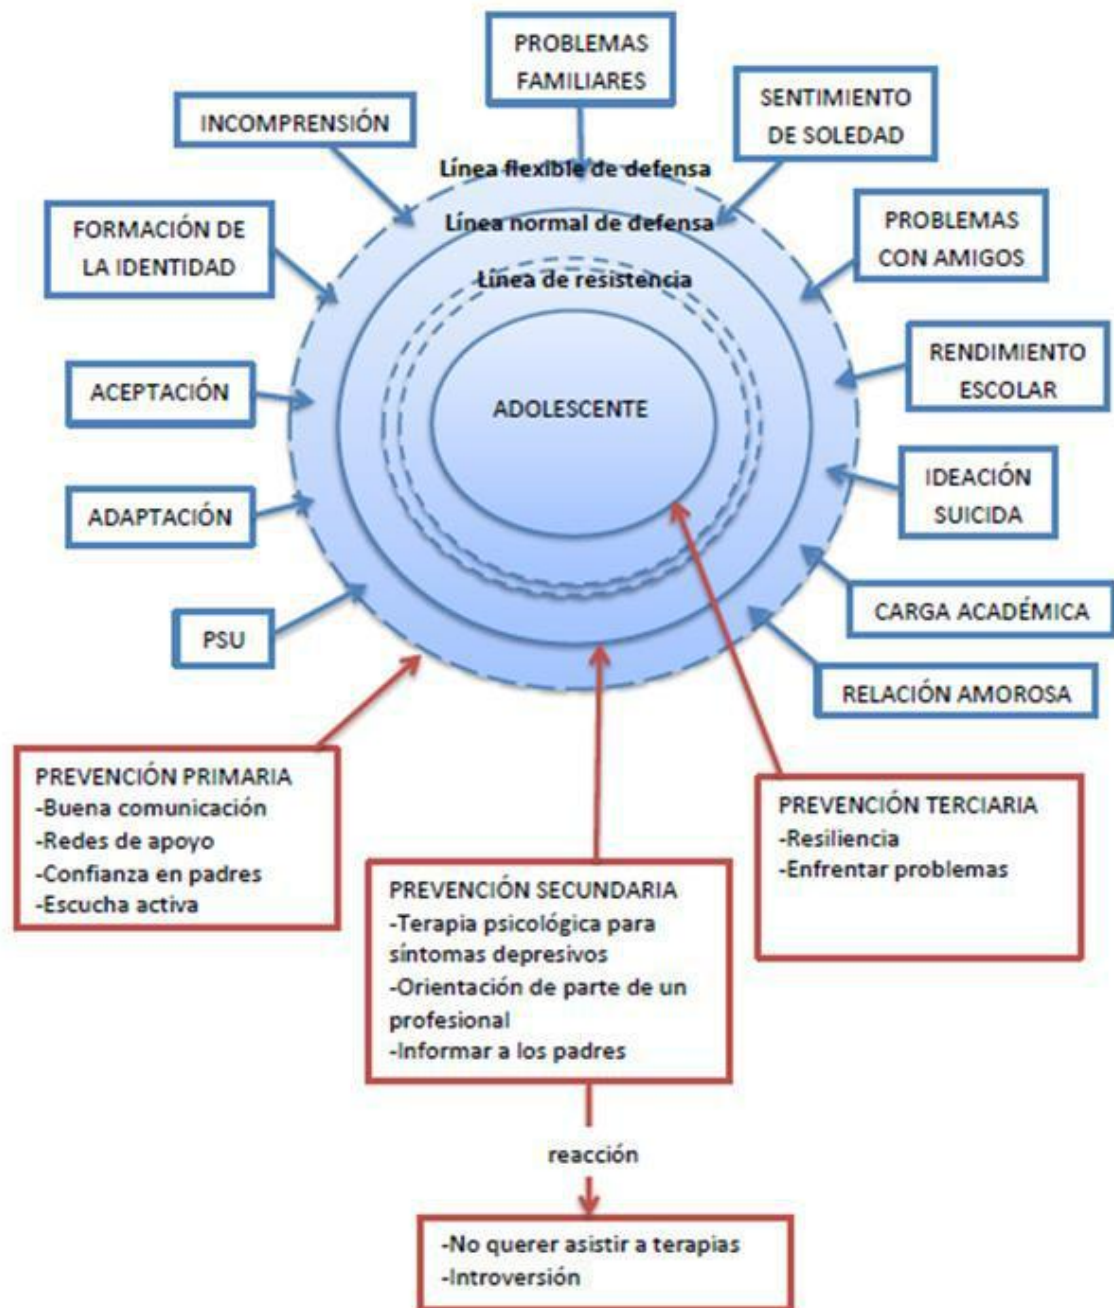 PROBLEMAS
FAMILIARES
SENTIMIENTO
DE SOLEDAD
INCOMPRENSIÓN
Línea flexible de defensa
FORMACIÓN DE
LA IDENTIDAD
Línea normal de defensa
PROBLEMAS
CON AMIGOS
Línea de resistencia
RENDIMIENTO
ESCOLAR
ACEPTACIÓN
ADOLESCENTE
IDEACIÓN
SUICIDA
ADAPTACIÓN
CARGA ACADÉMICA
PSU
RELACIÓN AMOROSA
PREVENCIÓN PRIMARIA
-Buena comunicación
-Redes de apoyo
-Confianza en padres
-Escucha activa
PREVENCIÓN SECUNDARIA
-Terapia psicológica para
síntomas depresivos
-Orientación de parte de un
profesional
-Informar a los padres
PREVENCIÓN TERCIARIA
-Resiliencia
-Enfrentar problemas
reacción
-No querer asistir a terapias
-Introversión